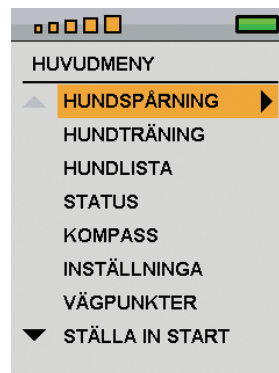 HUVUDMENY
HUNDSPÅRNING
HUNDTRÄNING
HUNDLISTA
STATUS
KOMPASS
INSTÄLLNINGA
VÄGPUNKTER
STÄLLA IN START